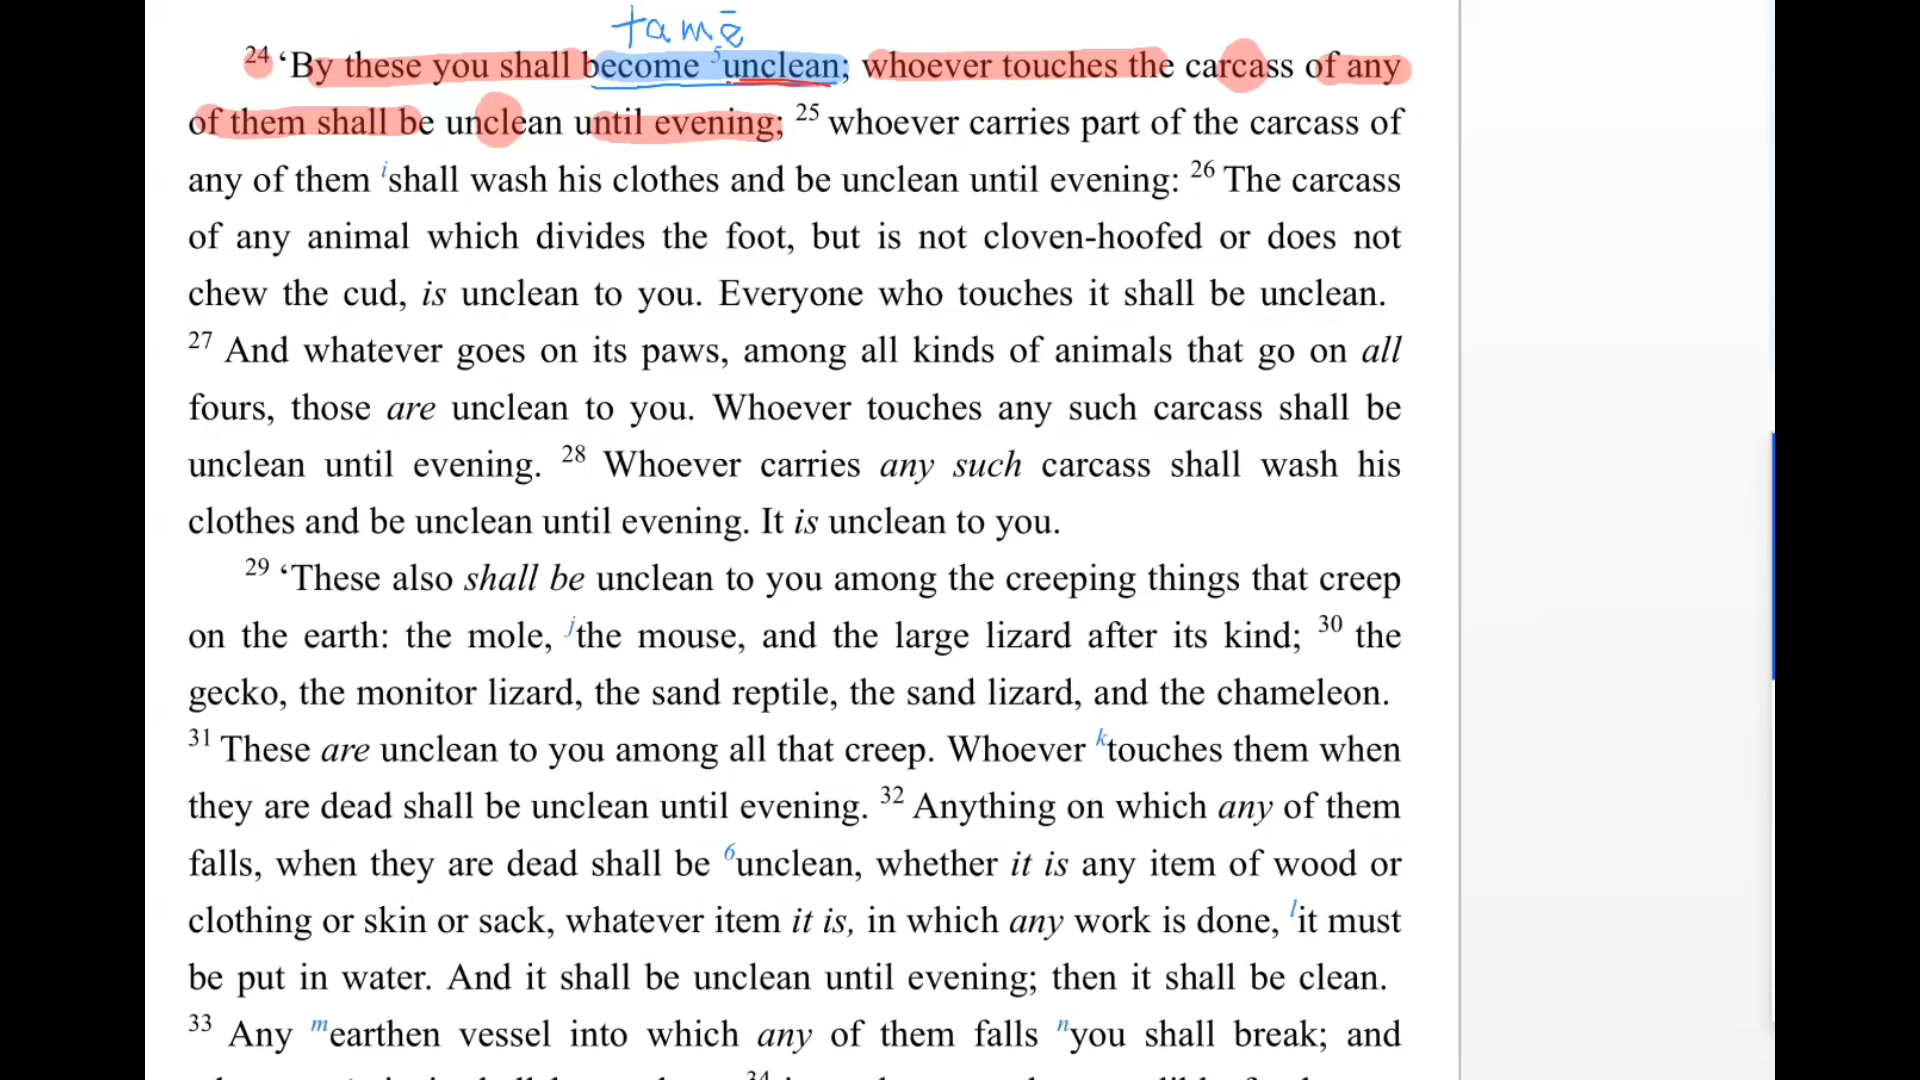 tamē
24 ‘By these you shall become 5unclean; whoever touches the carcass of any
of them shall be unclean until evening; 25 whoever carries part of the carcass of
any of them ishall wash his clothes and be unclean until evening: 26 The carcass
of any animal which divides the foot, but is not cloven-hoofed or does not
chew the cud, is unclean to you. Everyone who touches it shall be unclean.
27 And whatever goes on its paws, among all kinds of animals that go on all
fours, those are unclean to you. Whoever touches any such carcass shall be
unclean until evening. 28 Whoever carries any such carcass shall wash his
clothes and be unclean until evening. It is unclean to you.
29 ‘These also shall be unclean to you among the creeping things that creep
on the earth: the mole, jthe mouse, and the large lizard after its kind; 30 the
gecko, the monitor lizard, the sand reptile, the sand lizard, and the chameleon.
31 These are unclean to you among all that creep. Whoever ktouches them when
they are dead shall be unclean until evening. 32 Anything on which any of them
falls, when they are dead shall be 6unclean, whether it is any item of wood or
clothing or skin or sack, whatever item it is, in which any work is done, lit must
be put in water. And it shall be unclean until evening; then it shall be clean.
33 Any mearthen vessel into which any of them falls nyou shall break; and